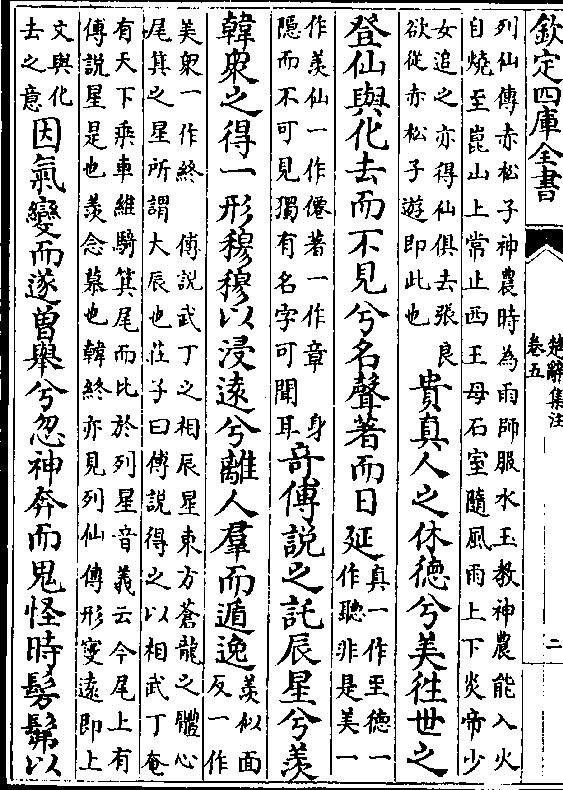 欽定四庫全書
楚辭集注
卷五
二
列仙傳赤松子神農時為雨師服水玉教神農能入火
自燒至崑山上常止西王母石室隨風雨上下炎帝少
女追之亦得仙俱去張良
欲從赤松子遊即此也
貴真人之休德兮美往世之
登仙與化去而不見兮名聲著而日延
真一作至德一
作聽非是美一
作羨仙一作僊著一作章 身
隱而不可見獨有名字可聞耳
竒傅説之託辰星兮羨
韓衆之得一形穆穆以浸遠兮離人羣而遁逸
羨似面
反一作
美衆一作終 傅説武丁之相辰星東方蒼龍之體心
尾箕之星所謂大辰也莊子曰傅説得之以相武丁奄
有天下乘車維騎箕尾而比於列星音義云今尾上有
傅説星是也羨念慕也韓終亦見列仙傳形變遠即上
文與化
去之意
因氣變而遂曽舉兮忽神奔而鬼怪時髣髴以